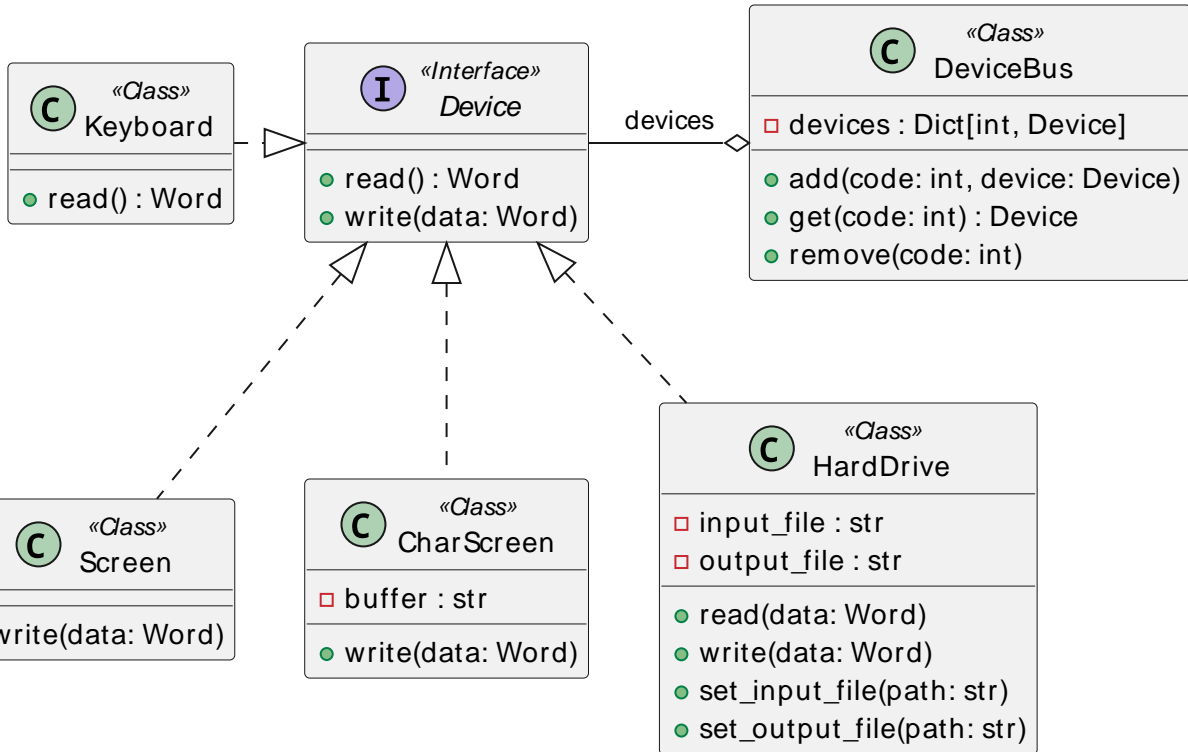 C «Class»
Keyboard
read() : Word
I «Interface»
Device
read() : Word
write(data: Word)
devices
C «Class»
DeviceBus
devices : Dict[int, Device]
add(code: int, device: Device)
get(code: int) : Device
remove(code: int)
C «Class»
Screen
write(data: Word)
C «Class»
CharScreen
buffer : str
write(data: Word)
C «Class»
HardDrive
input_file : str
output_file : str
read(data: Word)
write(data: Word)
set_input_file(path: str)
set_output_file(path: str)